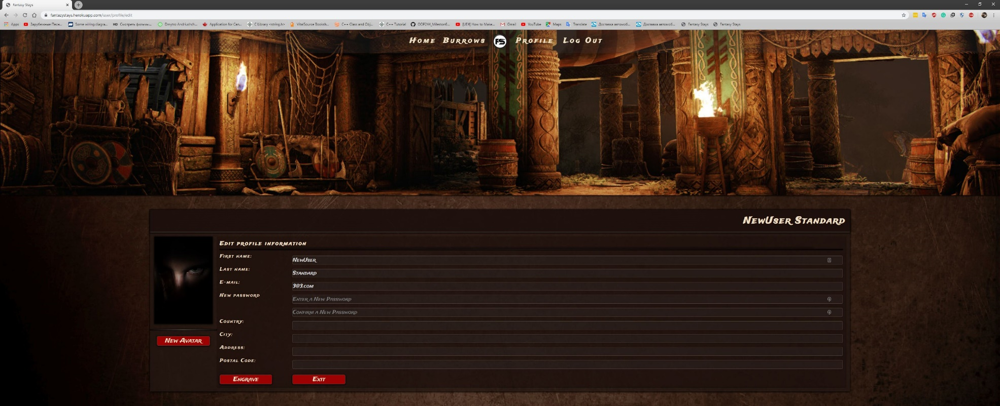 Fantasy Stays
fantazystays.herokuapp.com/user/profile/edit
Apps Зарубежные Песн... Some wiring diagra... HD Смотреть фильмы... Dmytro Andriushch... Application for Can... C Library <string.h> VitalSource Booksh... C++ Class and Obj... C++ Tutorial OOP244_Mileston6... [UE4] How to Make... Gmail YouTube Maps Translate Доставка автомоб... Доставка автомоб... Fantasy Stays Fantasy Stays
Home Burrows FS Profile Log Out
NewUser Standard
Edit profile information
First name: NewUser
Last name: Standard
E-mail: 3@3.com
New password Enter a New Password
Confirm a New Password
Country:
City:
New Avatar
Address:
Postal Code:
Engrave Exit